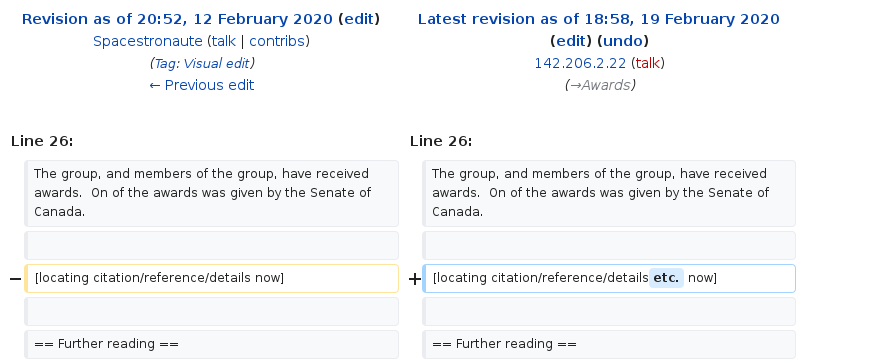 Revision as of 20:52, 12 February 2020 (edit)
Spacestronaute (talk | contribs)
(Tag: Visual edit)
← Previous edit
Latest revision as of 18:58, 19 February 2020
(edit) (undo)
142.206.2.22 (talk)
(→Awards)
Line 26:
Line 26:
The group, and members of the group, have received
awards.  On of the awards was given by the Senate of
Canada.
The group, and members of the group, have received
awards.  On of the awards was given by the Senate of
Canada.
− [locating citation/reference/details now]
+ [locating citation/reference/details etc. now]
== Further reading ==
== Further reading ==